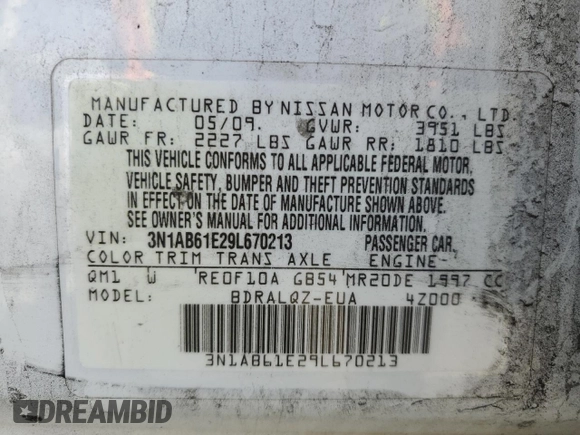 MANUFACTURED BY NISSAN MOTOR CO., LTD.
DATE: 05/09. GVWR: 3951 LBS
GAWR FR: 2227 LBS GAWR RR: 1810 LBS
THIS VEHICLE CONFORMS TO ALL APPLICABLE FEDERAL MOTOR.
VEHICLE SAFETY, BUMPER AND THEFT PREVENTION STANDARDS
IN EFFECT ON THE DATE OF MANUFACTURE SHOWN ABOVE.
SEE OWNER'S MANUAL FOR ADDITIONAL INFORMATION.
VIN: 3N1AB61E29L670213 PASSENGER CAR,
COLOR TRIM TRANS AXLE ENGINE
QM1 W RE0F10A GB54 MR20DE 1997 CC
MODEL: BDRALQZ-EUA 4Z000
3N1AB61E29L670213
DREAMBID